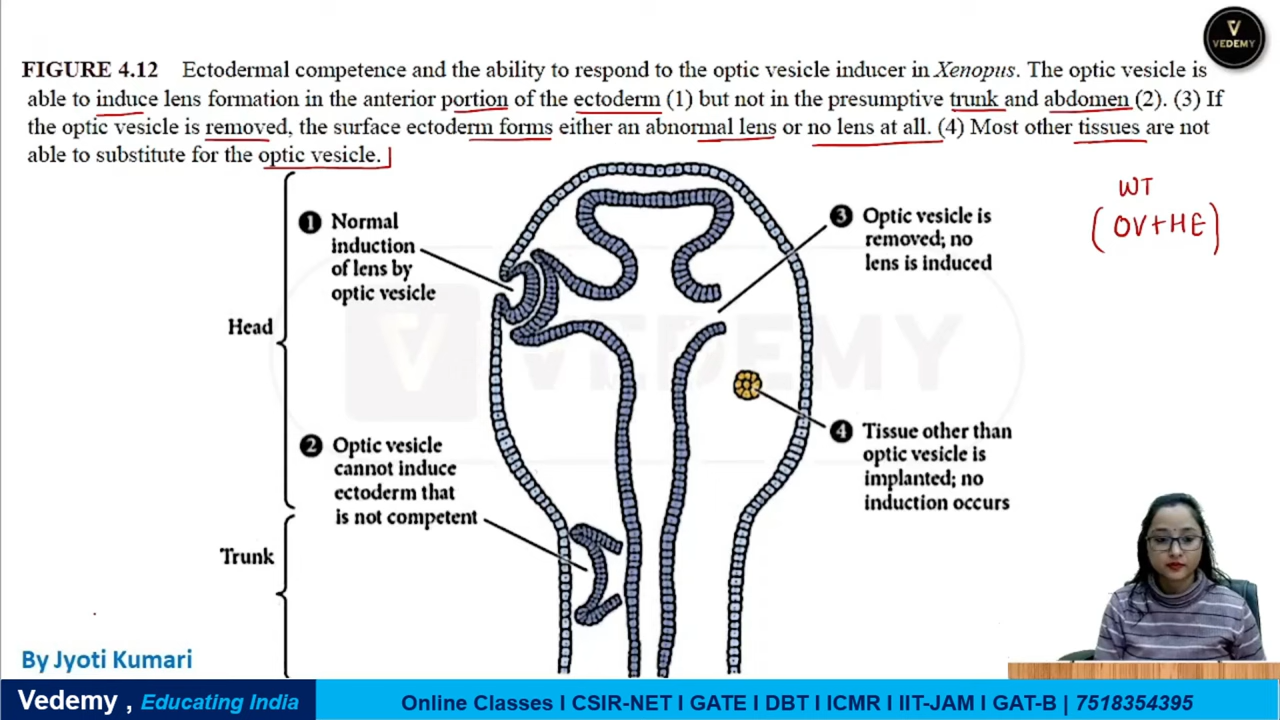 VEDEMY
FIGURE 4.12 Ectodermal competence and the ability to respond to the optic vesicle inducer in Xenopus. The optic vesicle is
able to induce lens formation in the anterior portion of the ectoderm (1) but not in the presumptive trunk and abdomen (2). (3) If
the optic vesicle is removed, the surface ectoderm forms either an abnormal lens or no lens at all. (4) Most other tissues are not
able to substitute for the optic vesicle.
WT
(OV+HE)
1 Normal
induction
of lens by
optic vesicle
3 Optic vesicle is
removed; no
lens is induced
Head
VEDEMY
2 Optic vesicle
cannot induce
ectoderm that
is not competent
4 Tissue other than
optic vesicle is
implanted; no
induction occurs
Trunk
By Jyoti Kumari
Vedemy , Educating India
Online Classes I CSIR-NET I GATE I DBT I ICMR I IIT-JAM I GAT-B | 7518354395